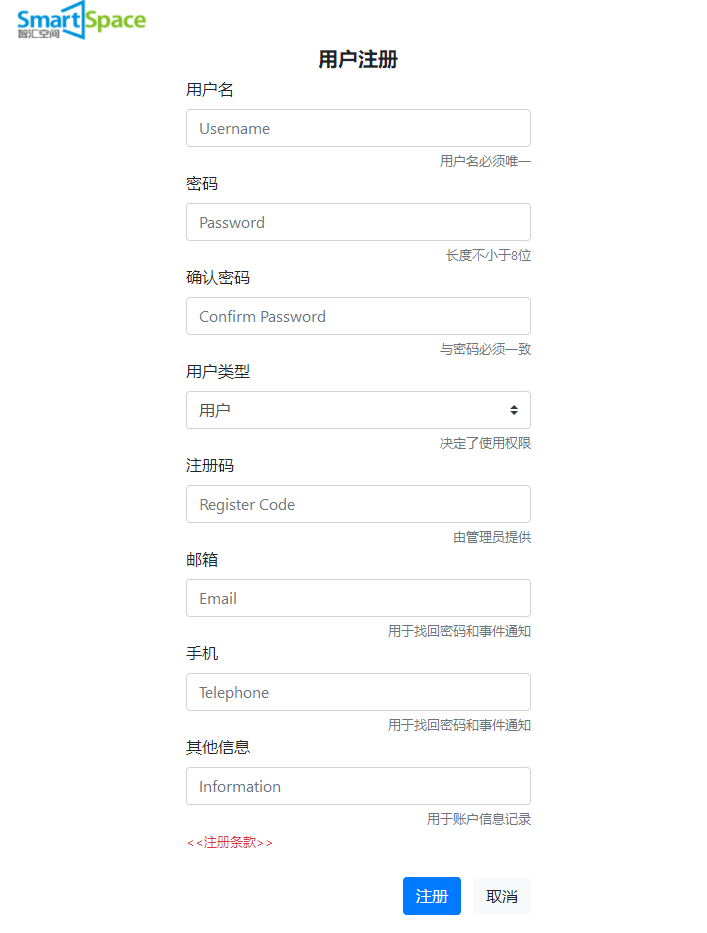 SmartSpace
智汇空间
用户注册
用户名
Username
用户名必须唯一
密码
Password
长度不小于8位
确认密码
Confirm Password
与密码必须一致
用户类型
用户
决定了使用权限
注册码
Register Code
由管理员提供
邮箱
Email
用于找回密码和事件通知
手机
Telephone
用于找回密码和事件通知
其他信息
Information
用于账户信息记录
<<注册条款>>
注册 取消